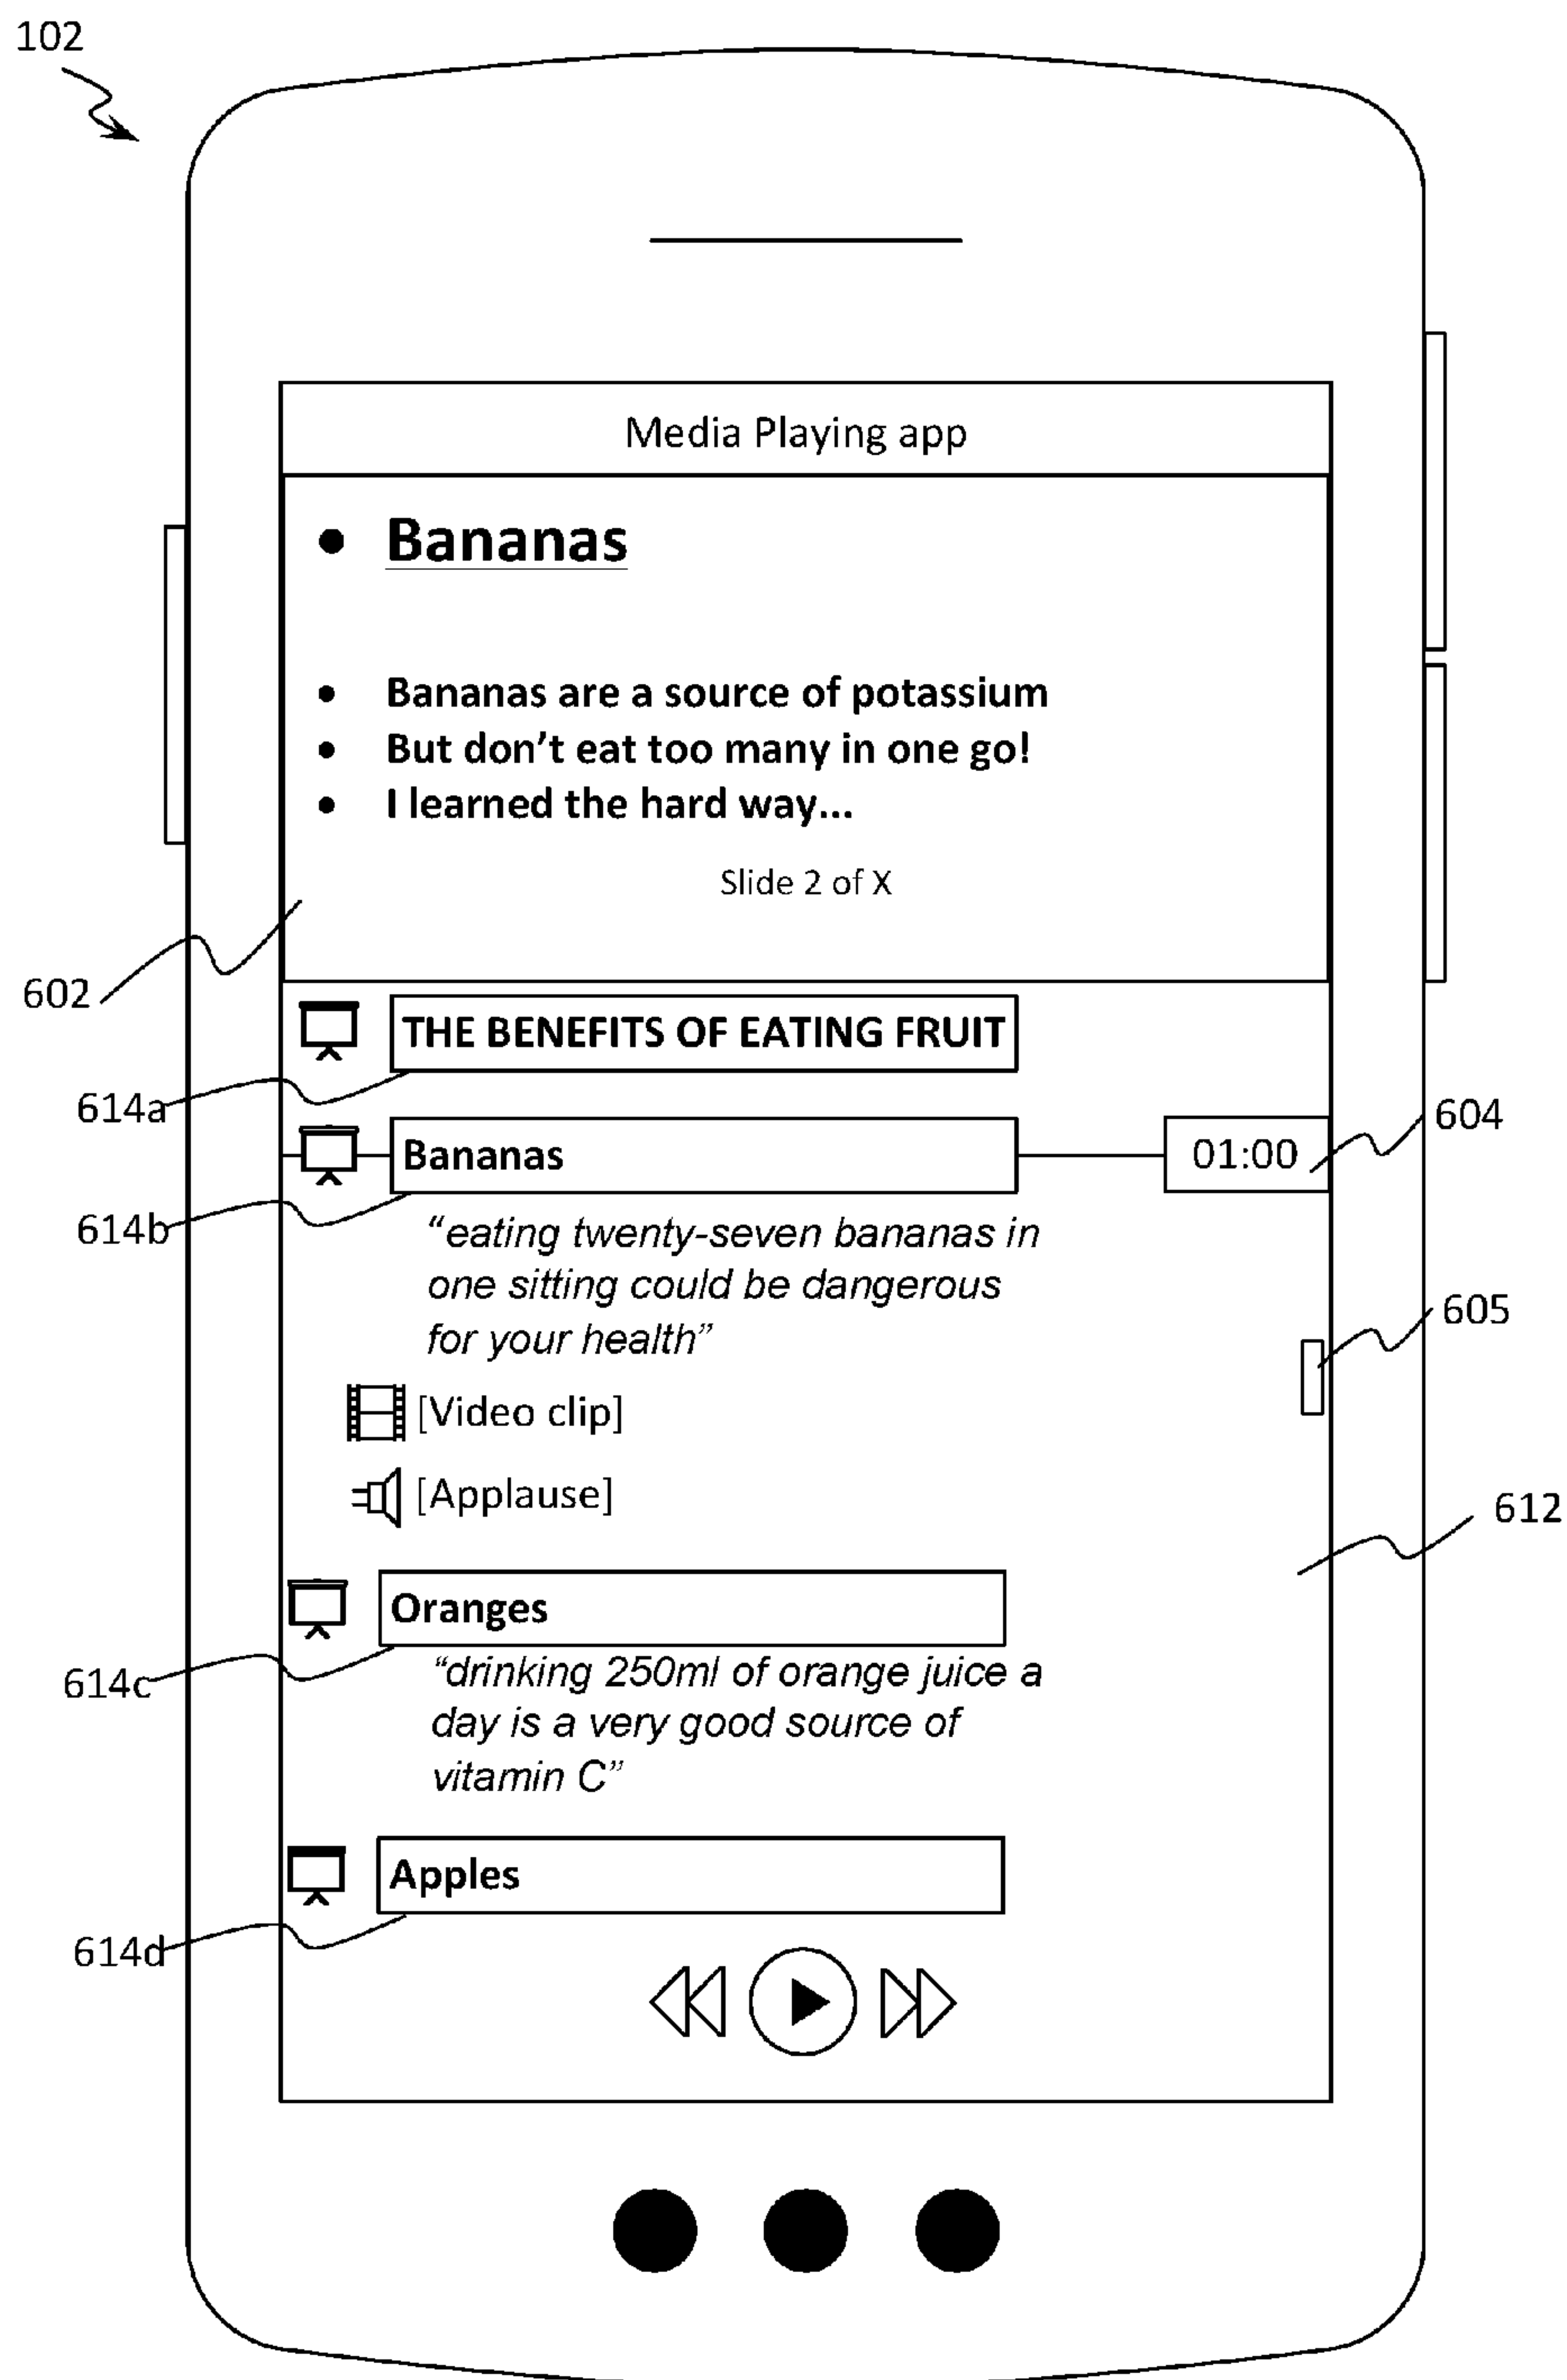 102
Media Playing app
• Bananas
• Bananas are a source of potassium
• But don’t eat too many in one go!
• I learned the hard way...
Slide 2 of X
602
THE BENEFITS OF EATING FRUIT
614a
Bananas
01:00
604
614b
“eating twenty-seven bananas in
one sitting could be dangerous
for your health”
605
[Video clip]
[Applause]
612
Oranges
614c
“drinking 250ml of orange juice a
day is a very good source of
vitamin C”
Apples
614d